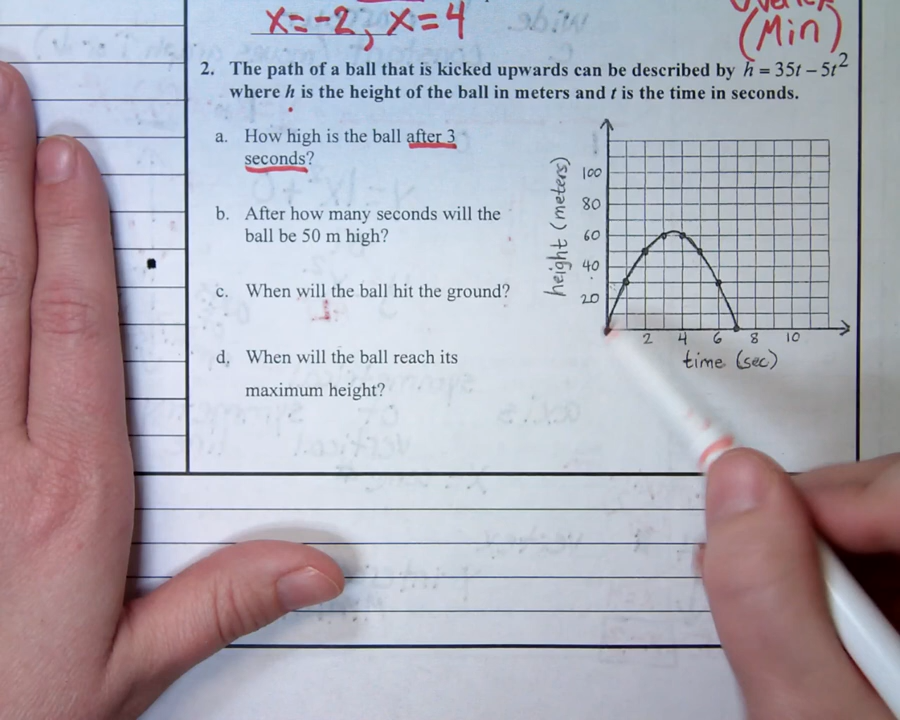 x=-2, x=4
(Min)
2. The path of a ball that is kicked upwards can be described by h = 35t – 5t²
where h is the height of the ball in meters and t is the time in seconds.
a. How high is the ball after 3
seconds?
b. After how many seconds will the
ball be 50 m high?
c. When will the ball hit the ground?
d. When will the ball reach its
maximum height?
height (meters)
100
80
60
40
20
2 4 6 8 10
time (sec)